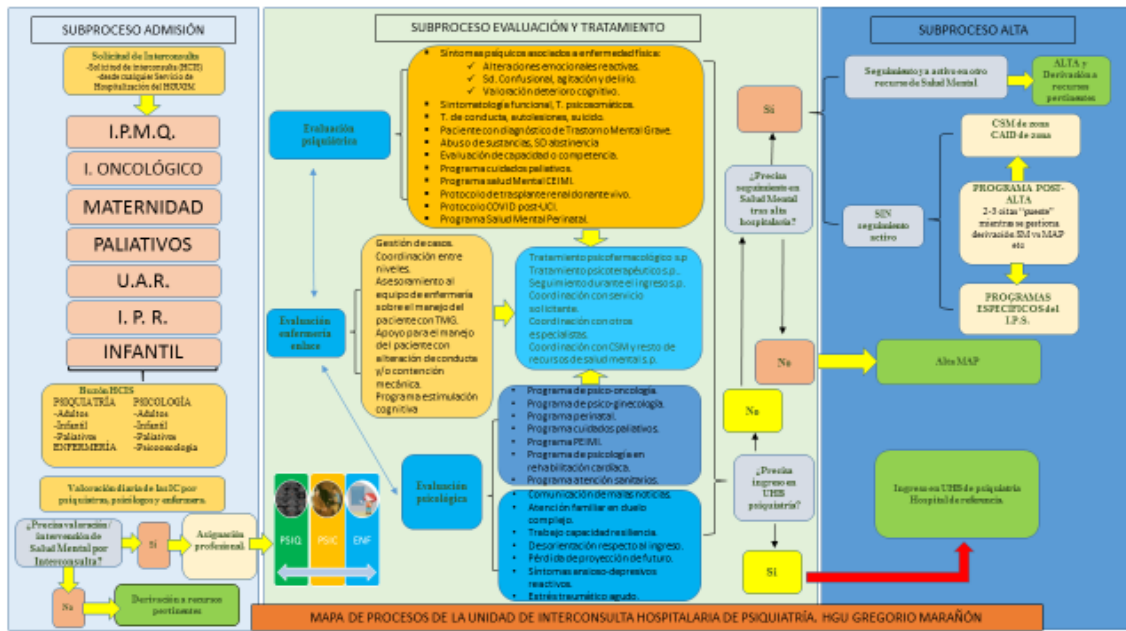 SUBPROCESO ADMISIÓN
Solicitud de Interconsulta
-Solicitud de interconsulta (HCIS)
-desde cualquier Servicio de
Hospitalización del HGUGM
I.P.M.Q.
I. ONCOLÓGICO
MATERNIDAD
PALIATIVOS
U.A.R.
I. P. R.
INFANTIL
Buzón HCIS
PSIQUIATRÍA PSICOLOGÍA
-Adultos -Adultos
-Infantil -Infantil
-Paliativos -Paliativos
ENFERMERÍA -Psicooncología
Valoración diaria de las IC por
psiquiatras, psicólogos y enfermera.
¿Precisa valoración/
Intervención de
Salud Mental por
Interconsulta?
Sí
Asignación
profesional
No
Derivación a recursos
pertinentes
SUBPROCESO EVALUACIÓN Y TRATAMIENTO
Evaluación
psiquiátrica
• Síntomas psíquicos asociados a enfermedad física:
✓ Alteraciones emocionales reactivas.
✓ Sd. Confusional, agitación y delirio.
✓ Valoración deterioro cognitivo.
• Sintomatología funcional, T. psicosomáticos.
• T. de conducta, autolesiones, suicido.
• Paciente con diagnóstico de Trastorno Mental Grave.
• Abuso de sustancias, SD abstinencia
• Evaluación de capacidad o competencia.
• Programa cuidados paliativos.
• Programa salud Mental CEIMI.
• Protocolo de trasplante renal donante vivo.
• Protocolo COVID post-UCI.
• Programa Salud Mental Perinatal.
Evaluación
enfermería
enlace
Gestión de casos.
Coordinación entre
niveles.
Asesoramiento al
equipo de enfermería
sobre el manejo del
paciente con TMG.
Apoyo para el manejo
del paciente con
alteración de conducta
y/o contención
mecánica.
Programa estimulación
cognitiva
Tratamiento psicofarmacológico s.p
Tratamiento psicoterapéutico s.p..
Seguimiento durante el ingreso s.p.
Coordinación con servicio
solicitante.
Coordinación con otros
especialistas.
Coordinación con CSM y resto de
recursos de salud mental s.p.
Evaluación
psicológica
• Programa de psico-oncología.
• Programa de psico-ginecología.
• Programa perinatal.
• Programa cuidados paliativos.
• Programa PEIMI.
• Programa de psicología en
rehabilitación cardíaca.
• Programa atención sanitarios.
• Comunicación de malas noticias.
• Atención familiar en duelo
complejo.
• Trabajo capacidad resiliencia.
• Desorientación respecto al ingreso.
• Pérdida de proyección de futuro.
• Síntomas ansioso-depresivos
reactivos.
• Estrés traumático agudo.
PSIQ PSIC ENF
Sí
¿Precisa
seguimiento en
Salud Mental
tras alta
hospitalaria?
No
No
¿Precisa
ingreso en
UHB
psiquiatría?
Sí
SUBPROCESO ALTA
Seguimiento ya activo en otro
recurso de Salud Mental
ALTA y
Derivación a
recursos
pertinentes
SIN
seguimiento
activo
CSM de zona
CAID de zona
PROGRAMA POST-
ALTA
2-3 citas "puente"
mientras se gestiona
derivación SM vs MAP
etc
PROGRAMAS
ESPECÍFICOS del
I.P.S.
Alta MAP
Ingreso en UHB de psiquiatría
Hospital de referencia.
MAPA DE PROCESOS DE LA UNIDAD DE INTERCONSULTA HOSPITALARIA DE PSIQUIATRÍA. HGU GREGORIO MARAÑÓN